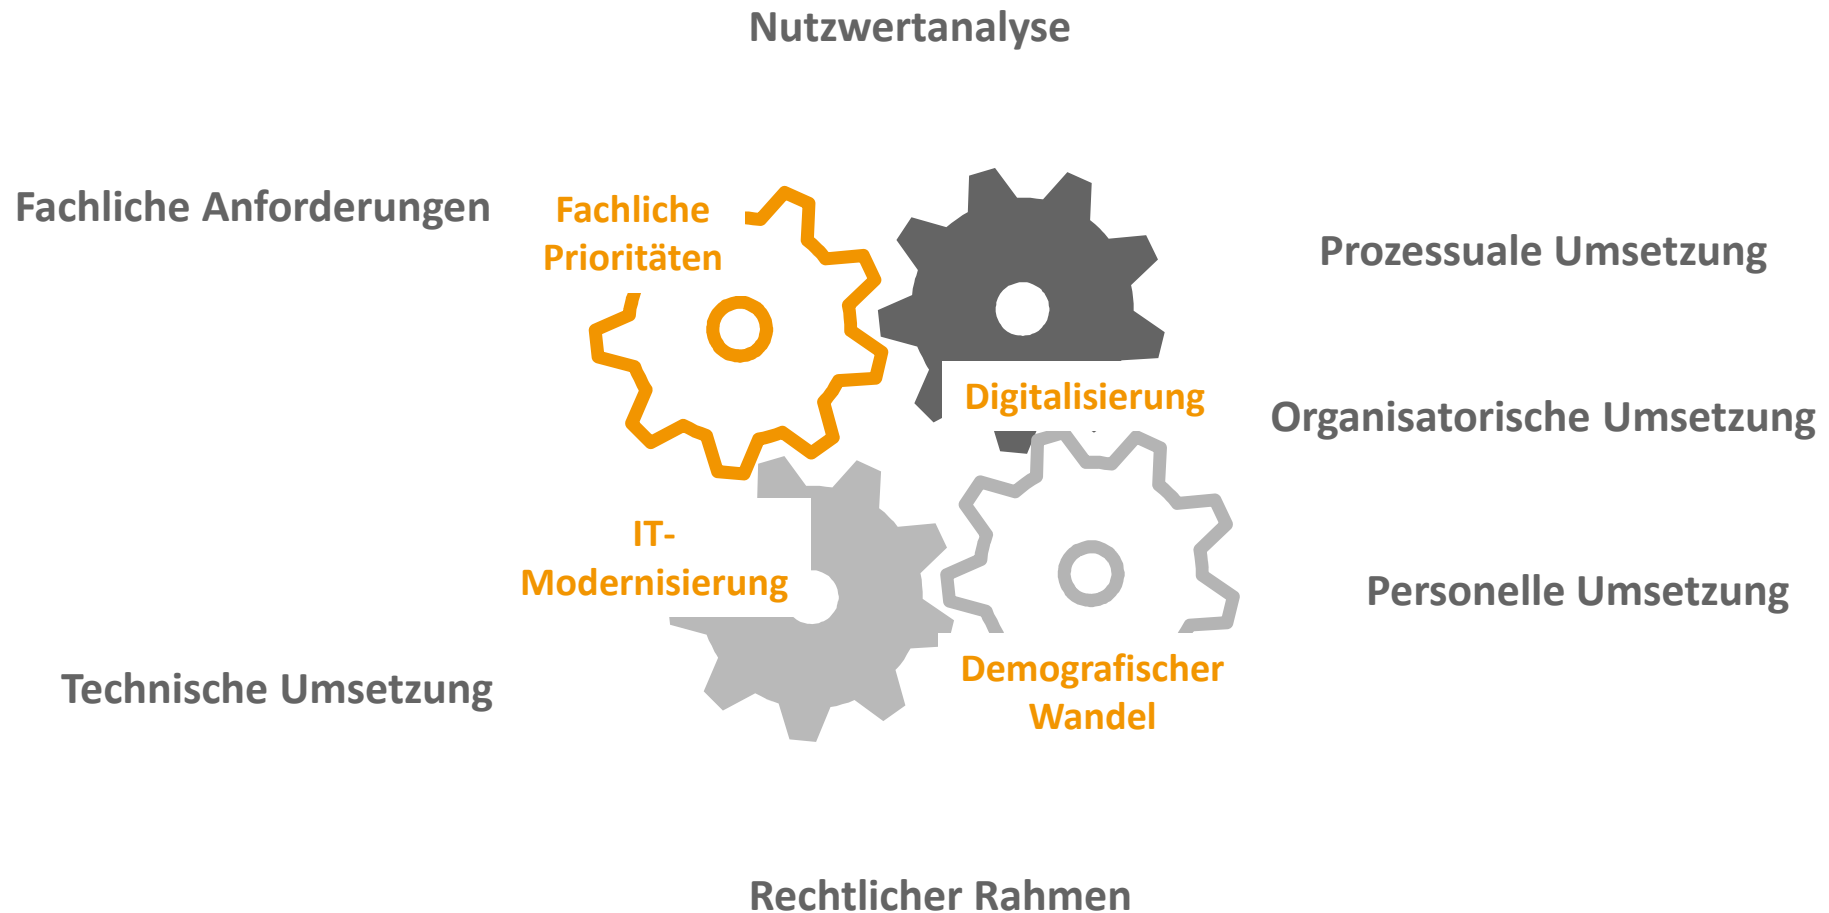 Nutzwertanalyse
Fachliche Anforderungen
Fachliche
Prioritäten
Prozessuale Umsetzung
Digitalisierung
Organisatorische Umsetzung
IT-
Modernisierung
Personelle Umsetzung
Technische Umsetzung
Demografischer
Wandel
Rechtlicher Rahmen